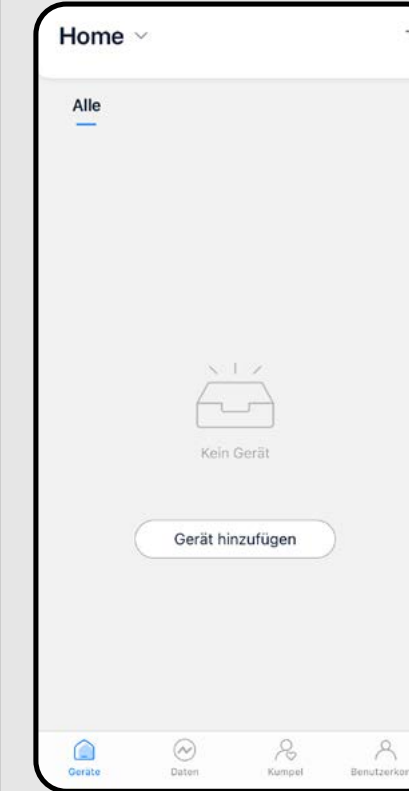 Home
Alle
Kein Gerät
Gerät hinzufügen
Geräte
Daten
Kumpel